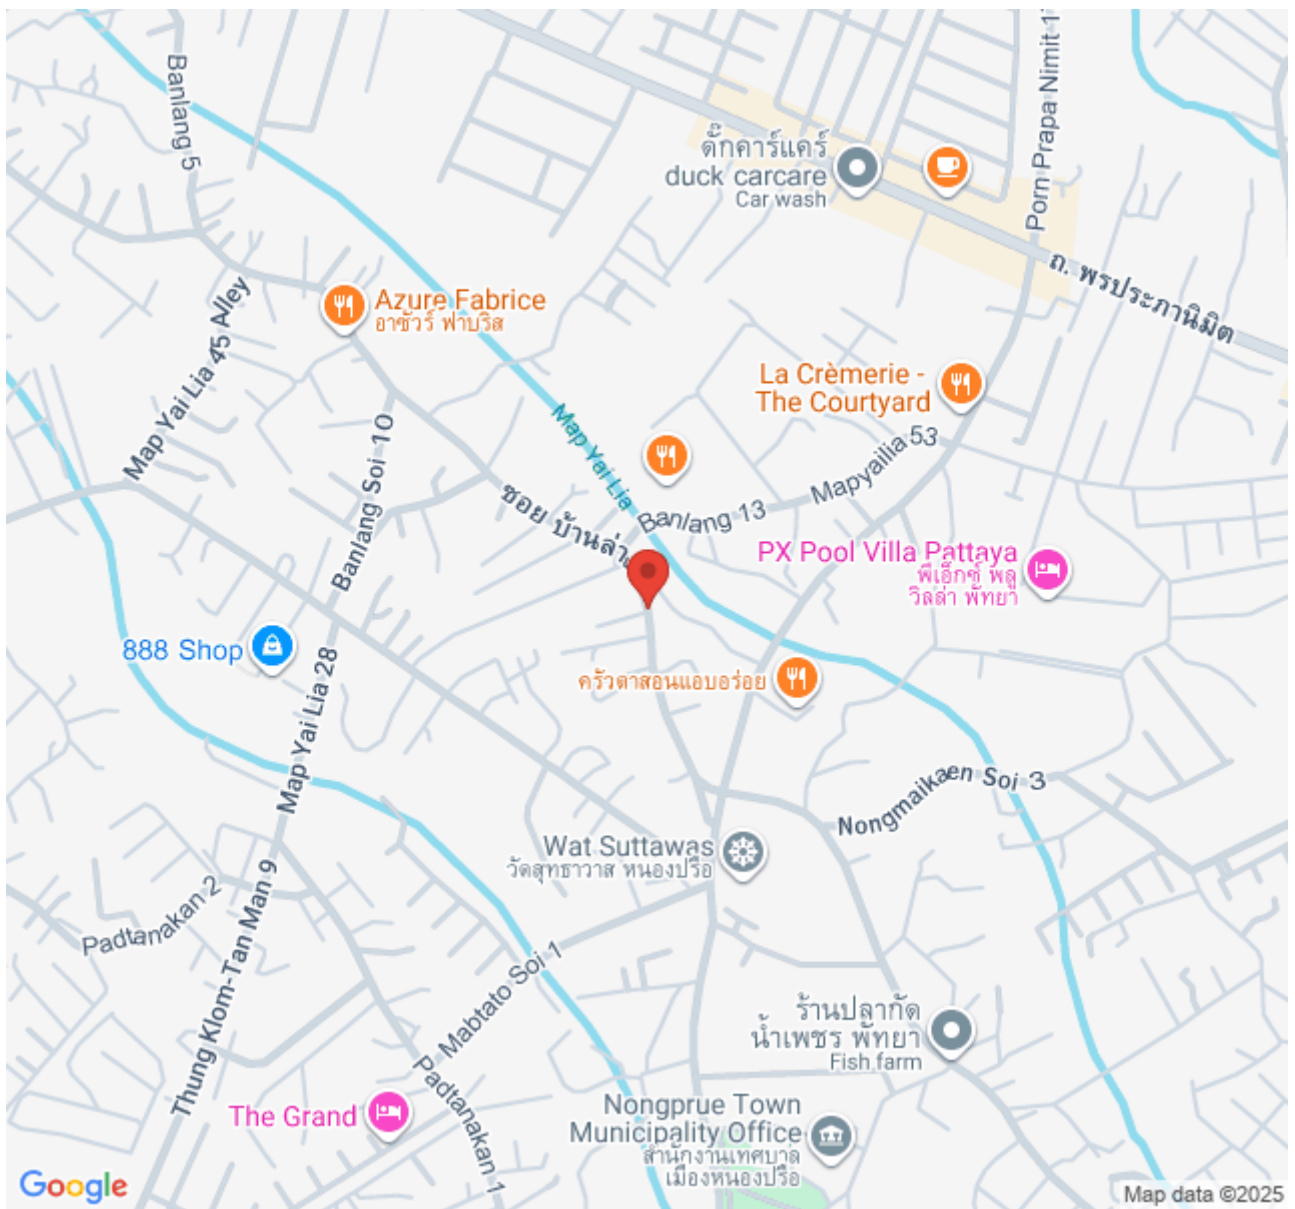 Banlang 5
Porn Prapa Nimit 1
ดั๊กคาร์แคร์
duck carcare
Car wash
ถ. พรประภานิมิต
Map Yai Lia 45 Alley
Azure Fabrice
อาซัวร์ ฟาบริส
La Crèmerie -
The Courtyard
Map Yai Lia
Banlang Soi 10
Mapyailia 53
Banlang 13
ซอย บ้านล่าง
PX Pool Villa Pattaya
พีเอ็กซ์ พลู
วิลล่า พัทยา
888 Shop
Map Yai Lia 28
ครัวตาสอนแอบอร่อย
Nongmaikaen Soi 3
Wat Suttawas
วัดสุทธาวาส หนองปรือ
Padtanakan 2
Thung Klom-Tan Man 9
Mabtato Soi 1
ร้านปลากัด
น้ำเพชร พัทยา
Fish farm
Padtanakan 1
The Grand
Nongprue Town
Municipality Office
สำนักงานเทศบาล
เมืองหนองปรือ
Google
Map data ©2025